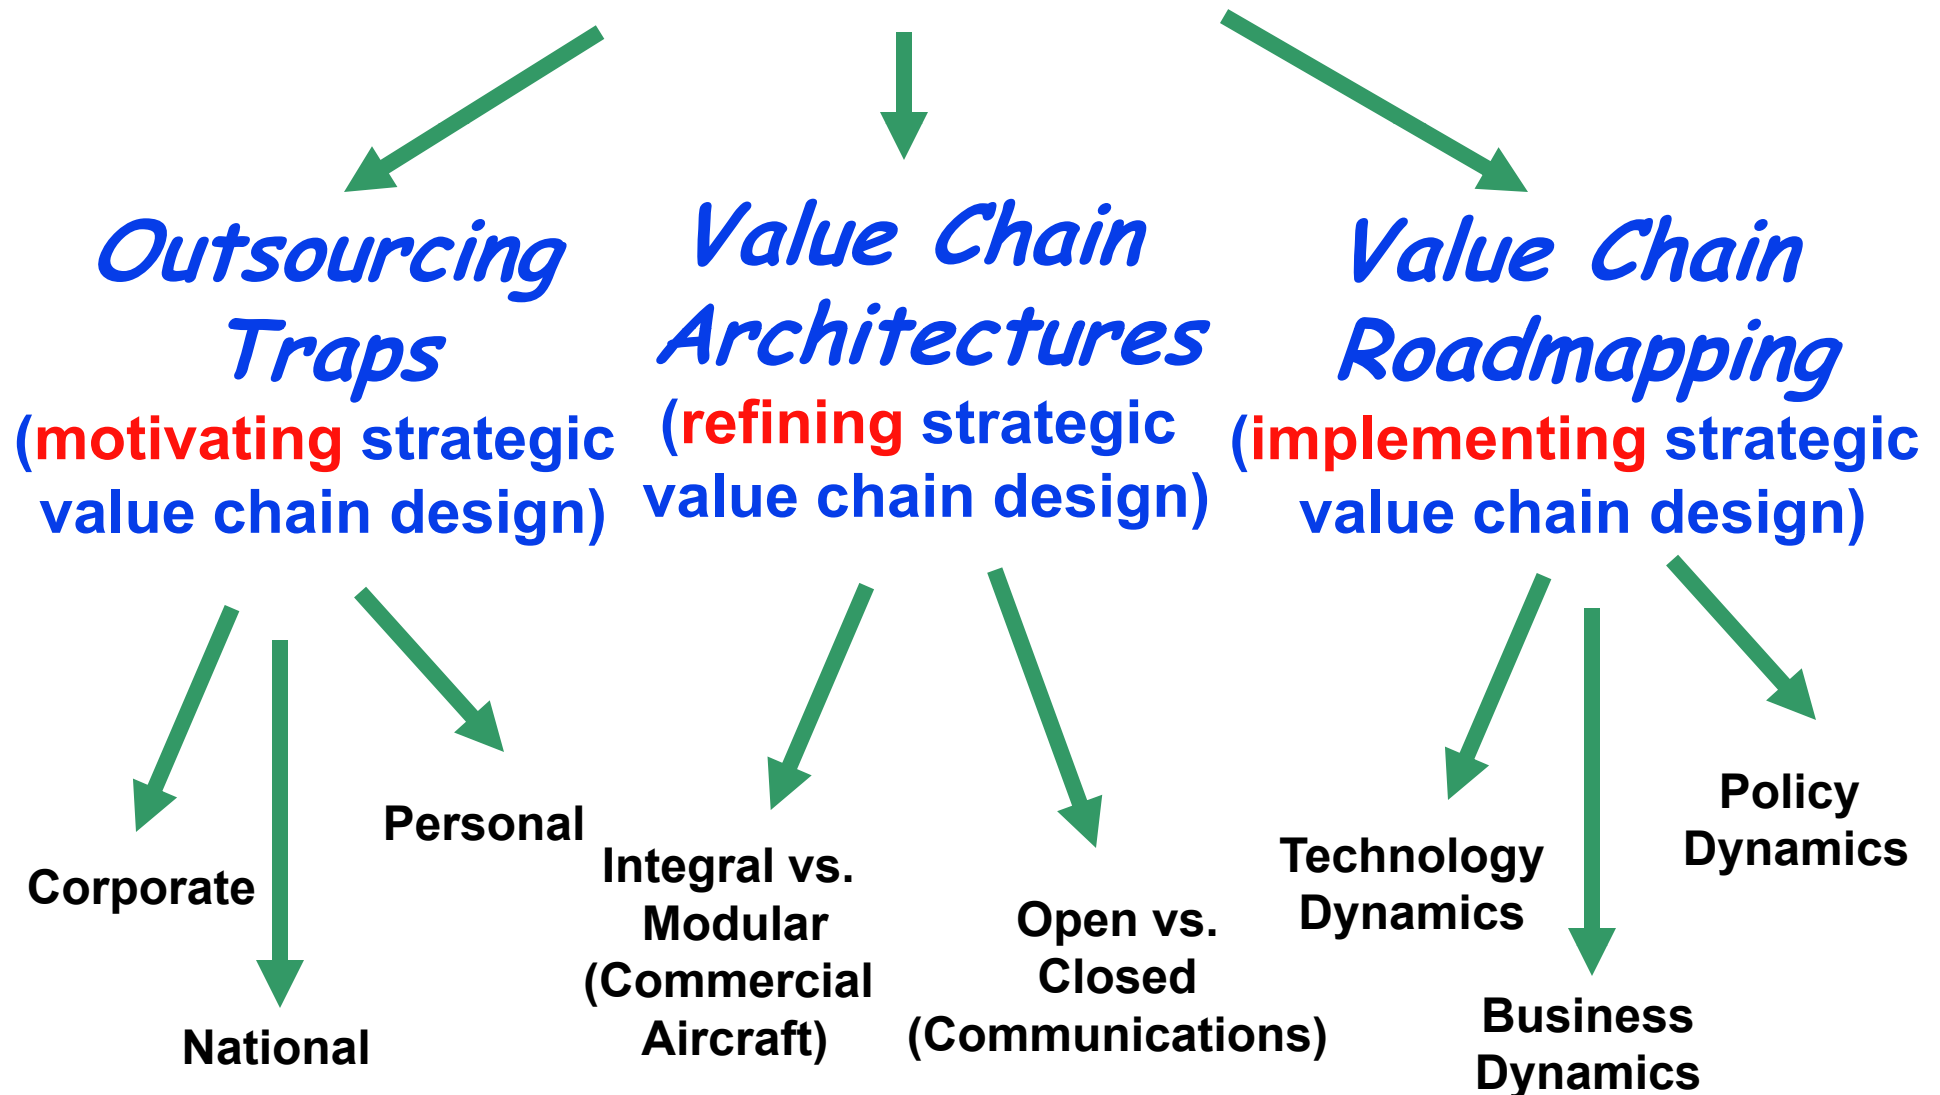 Outsourcing
Traps
(motivating strategic
value chain design)
Value Chain
Architectures
(refining strategic
value chain design)
Value Chain
Roadmapping
(implementing strategic
value chain design)
Corporate
National
Personal
Integral vs.
Modular
(Commercial
Aircraft)
Open vs.
Closed
(Communications)
Technology
Dynamics
Business
Dynamics
Policy
Dynamics